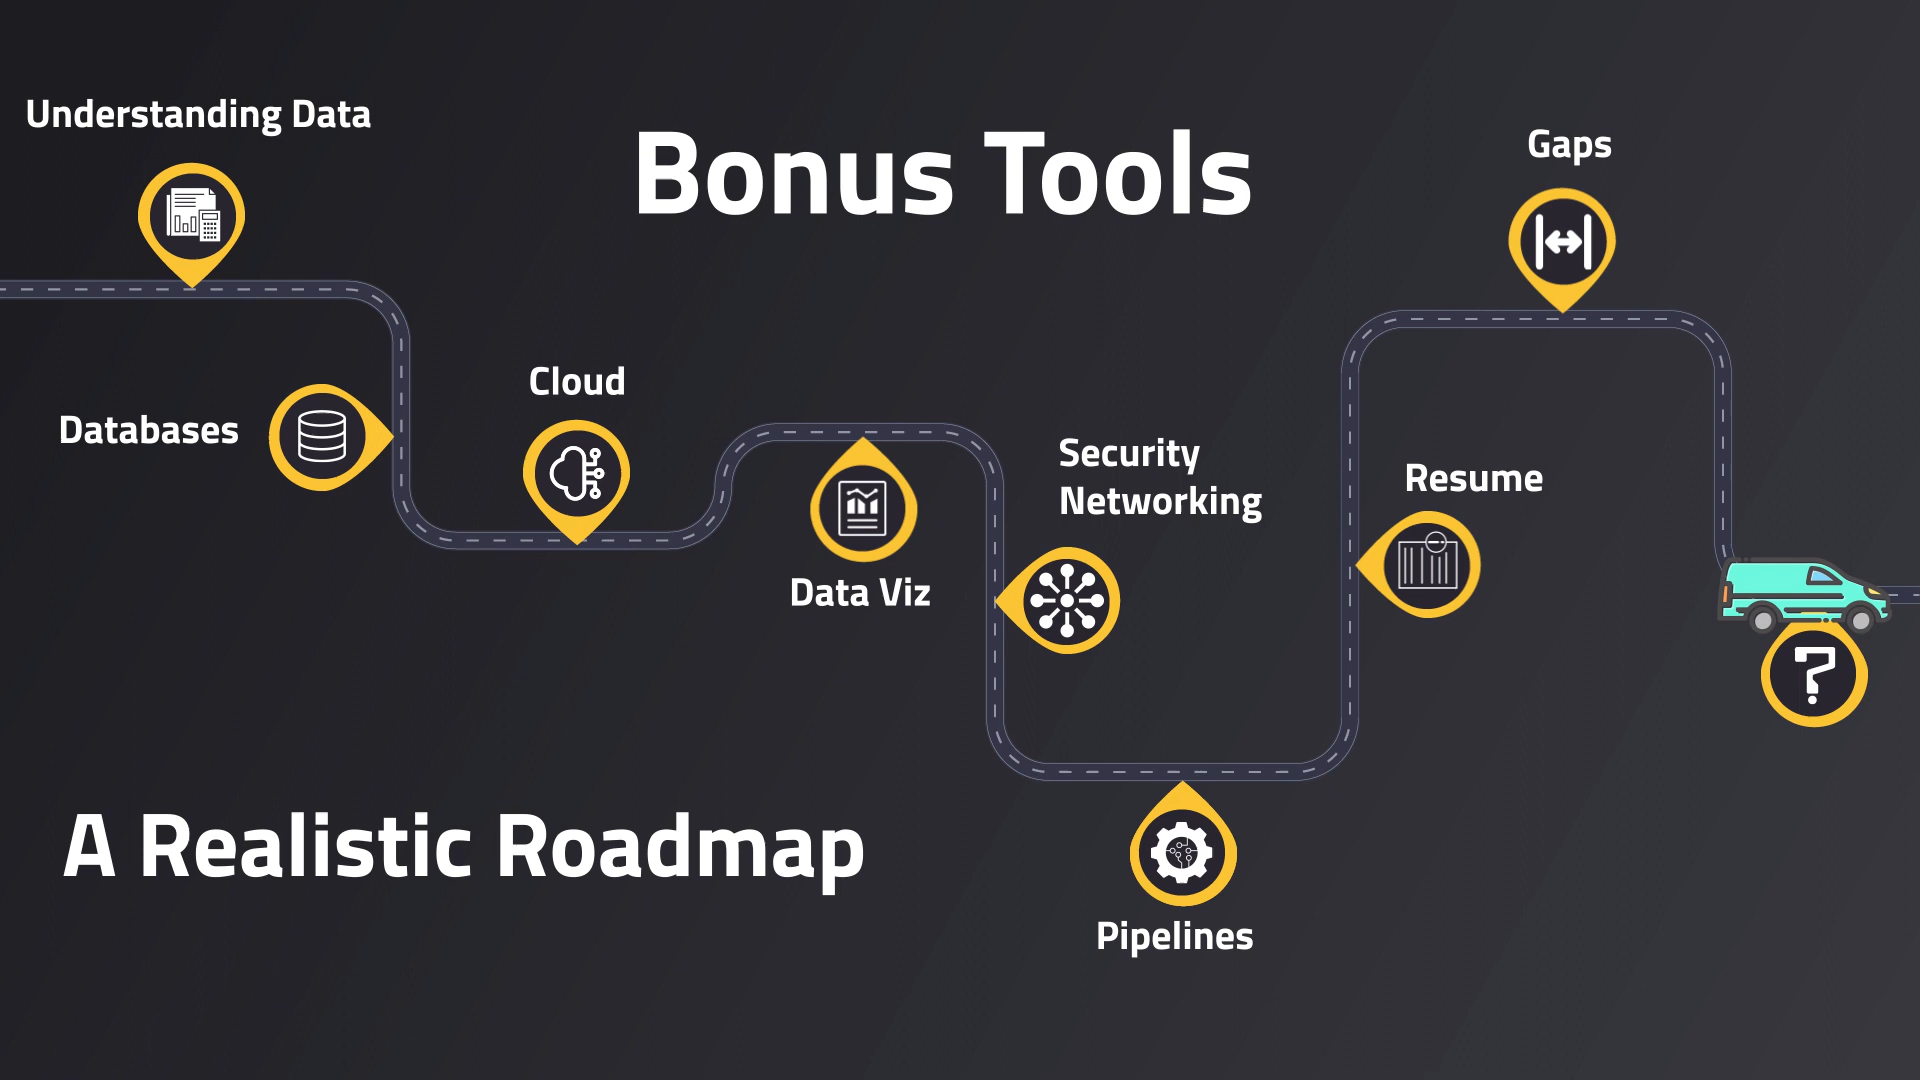 Understanding Data
Bonus Tools
Gaps
Databases
Cloud
Security
Networking
Resume
Data Viz
?
A Realistic Roadmap
Pipelines